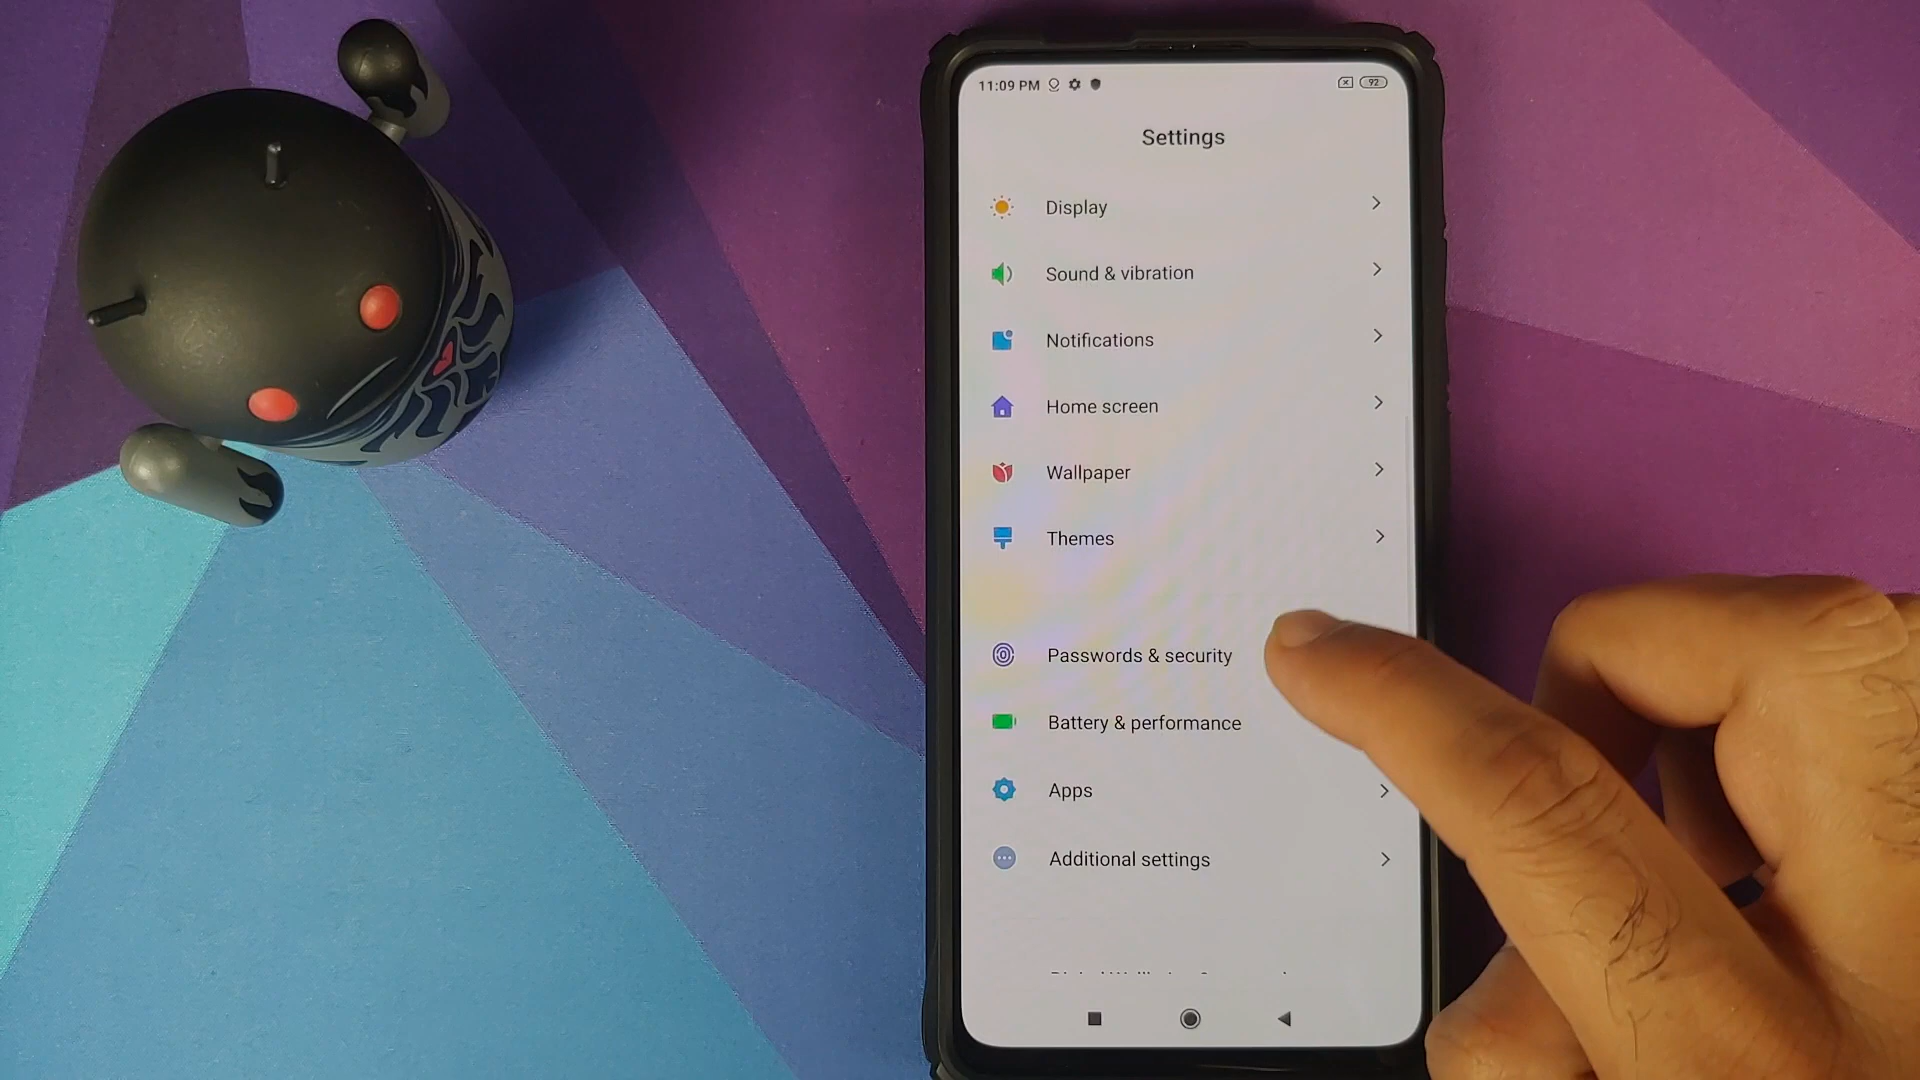 11:09 PM
92
Settings
Display
Sound & vibration
Notifications
Home screen
Wallpaper
Themes
Passwords & security
Battery & performance
Apps
Additional settings